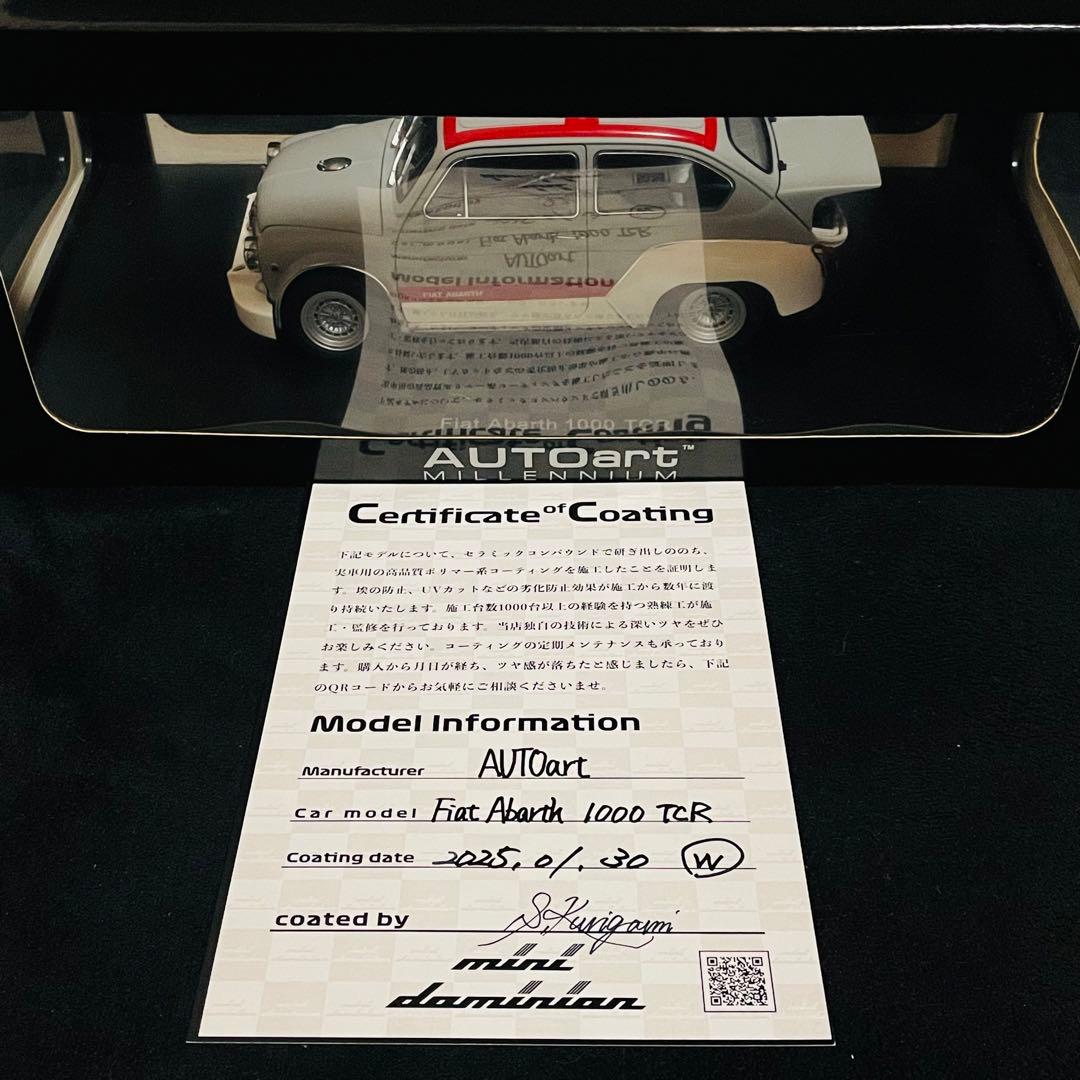 FIAT ABARTH
Fiat Abarth 1000 TCR
AUTOart™
MILLENNIUM
Certificate of Coating
下記モデルについて、セラミックコンパウンドで研ぎ出しののち、
実車用の高品質ポリマー系コーティングを施工したことを証明しま
す。埃の防止、UVカットなどの劣化防止効果が施工から数年に渡
り持続いたします。施工台数1000台以上の経験を持つ熟練工が施
工・監修を行っております。当店独自の技術による深いツヤをぜひ
お楽しみください。コーティングの定期メンテナンスも承っており
ます。購入から月日が経ち、ツヤ感が落ちたと感じましたら、下記
のQRコードからお気軽にご相談くださいませ。
Model Information
Manufacturer AUTOart
Car model Fiat Abarth 1000 TCR
Coating date 2025.01.30 W
coated by S.Kurigami
mini
daminian